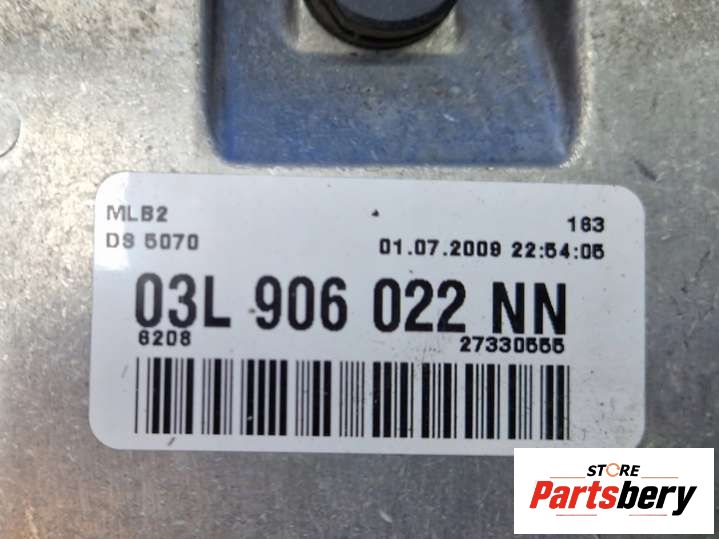 MLB2
163
DS 5070
01.07.2009 22:54:05
03L 906 022 NN
6208
27330555
STORE
Partsbery